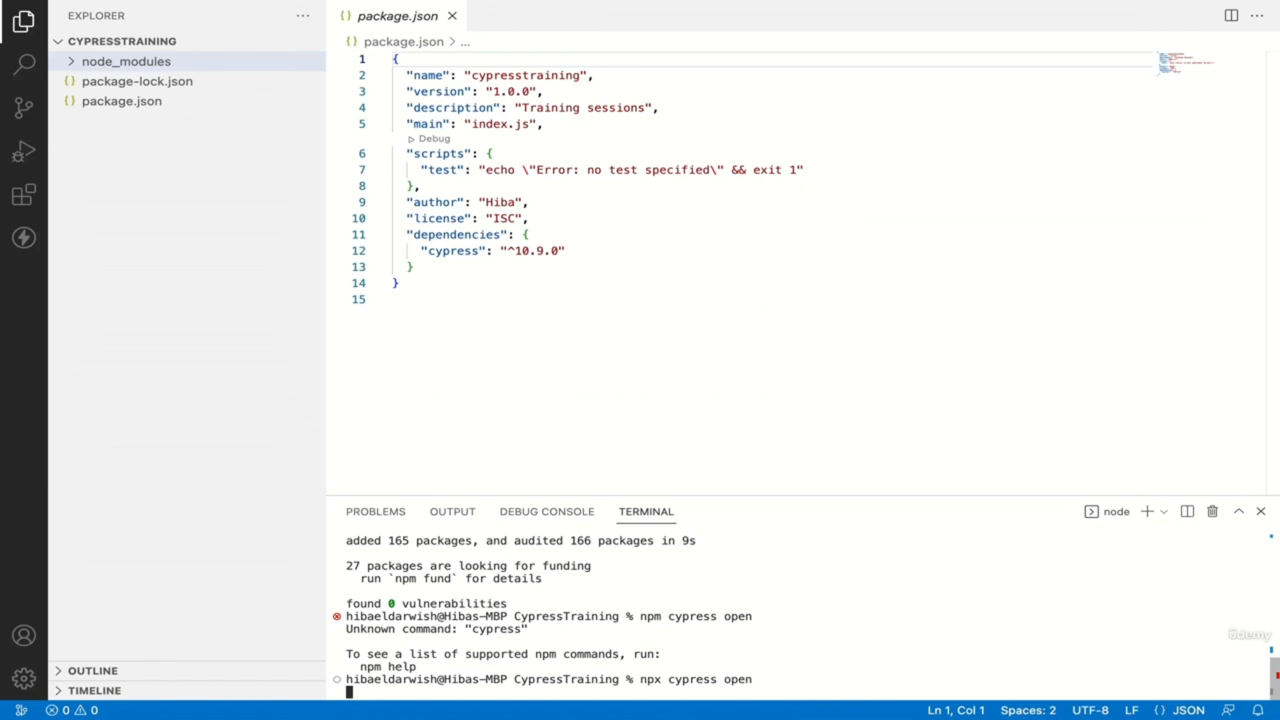 EXPLORER
CYPRESSTRAINING
node_modules
package-lock.json
package.json
OUTLINE
TIMELINE
package.json
package.json > ...
1 {
2 "name": "cypresstraining",
3 "version": "1.0.0",
4 "description": "Training sessions",
5 "main": "index.js",
Debug
6 "scripts": {
7 "test": "echo \"Error: no test specified\" && exit 1"
8 },
9 "author": "Hiba",
10 "license": "ISC",
11 "dependencies": {
12 "cypress": "^10.9.0"
13 }
14 }
15
PROBLEMS OUTPUT DEBUG CONSOLE TERMINAL node
added 165 packages, and audited 166 packages in 9s
27 packages are looking for funding
run `npm fund` for details
found 0 vulnerabilities
hibaeldarwish@Hibas-MBP CypressTraining % npm cypress open
Unknown command: "cypress"
To see a list of supported npm commands, run:
npm help
hibaeldarwish@Hibas-MBP CypressTraining % npx cypress open
ûdemy
0 0 Ln 1, Col 1 Spaces: 2 UTF-8 LF {} JSON